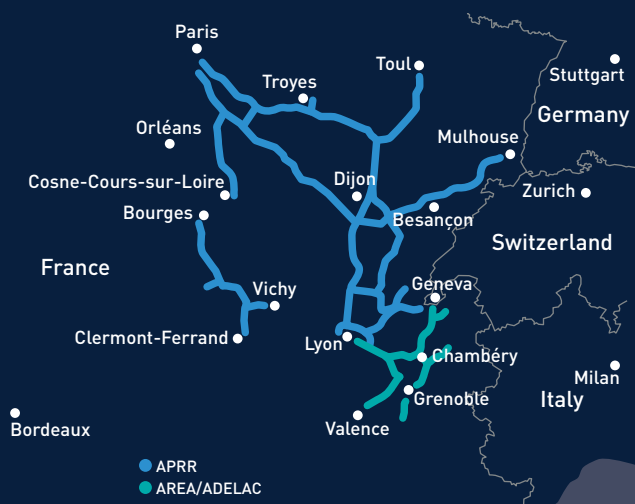 Paris
Toul
Stuttgart
Troyes
Germany
Orléans
Mulhouse
Cosne-Cours-sur-Loire
Dijon
Zurich
Bourges
Besançon
Switzerland
France
Geneva
Vichy
Clermont-Ferrand
Lyon
Chambéry
Milan
Grenoble
Italy
Bordeaux
Valence
APRR
AREA/ADELAC